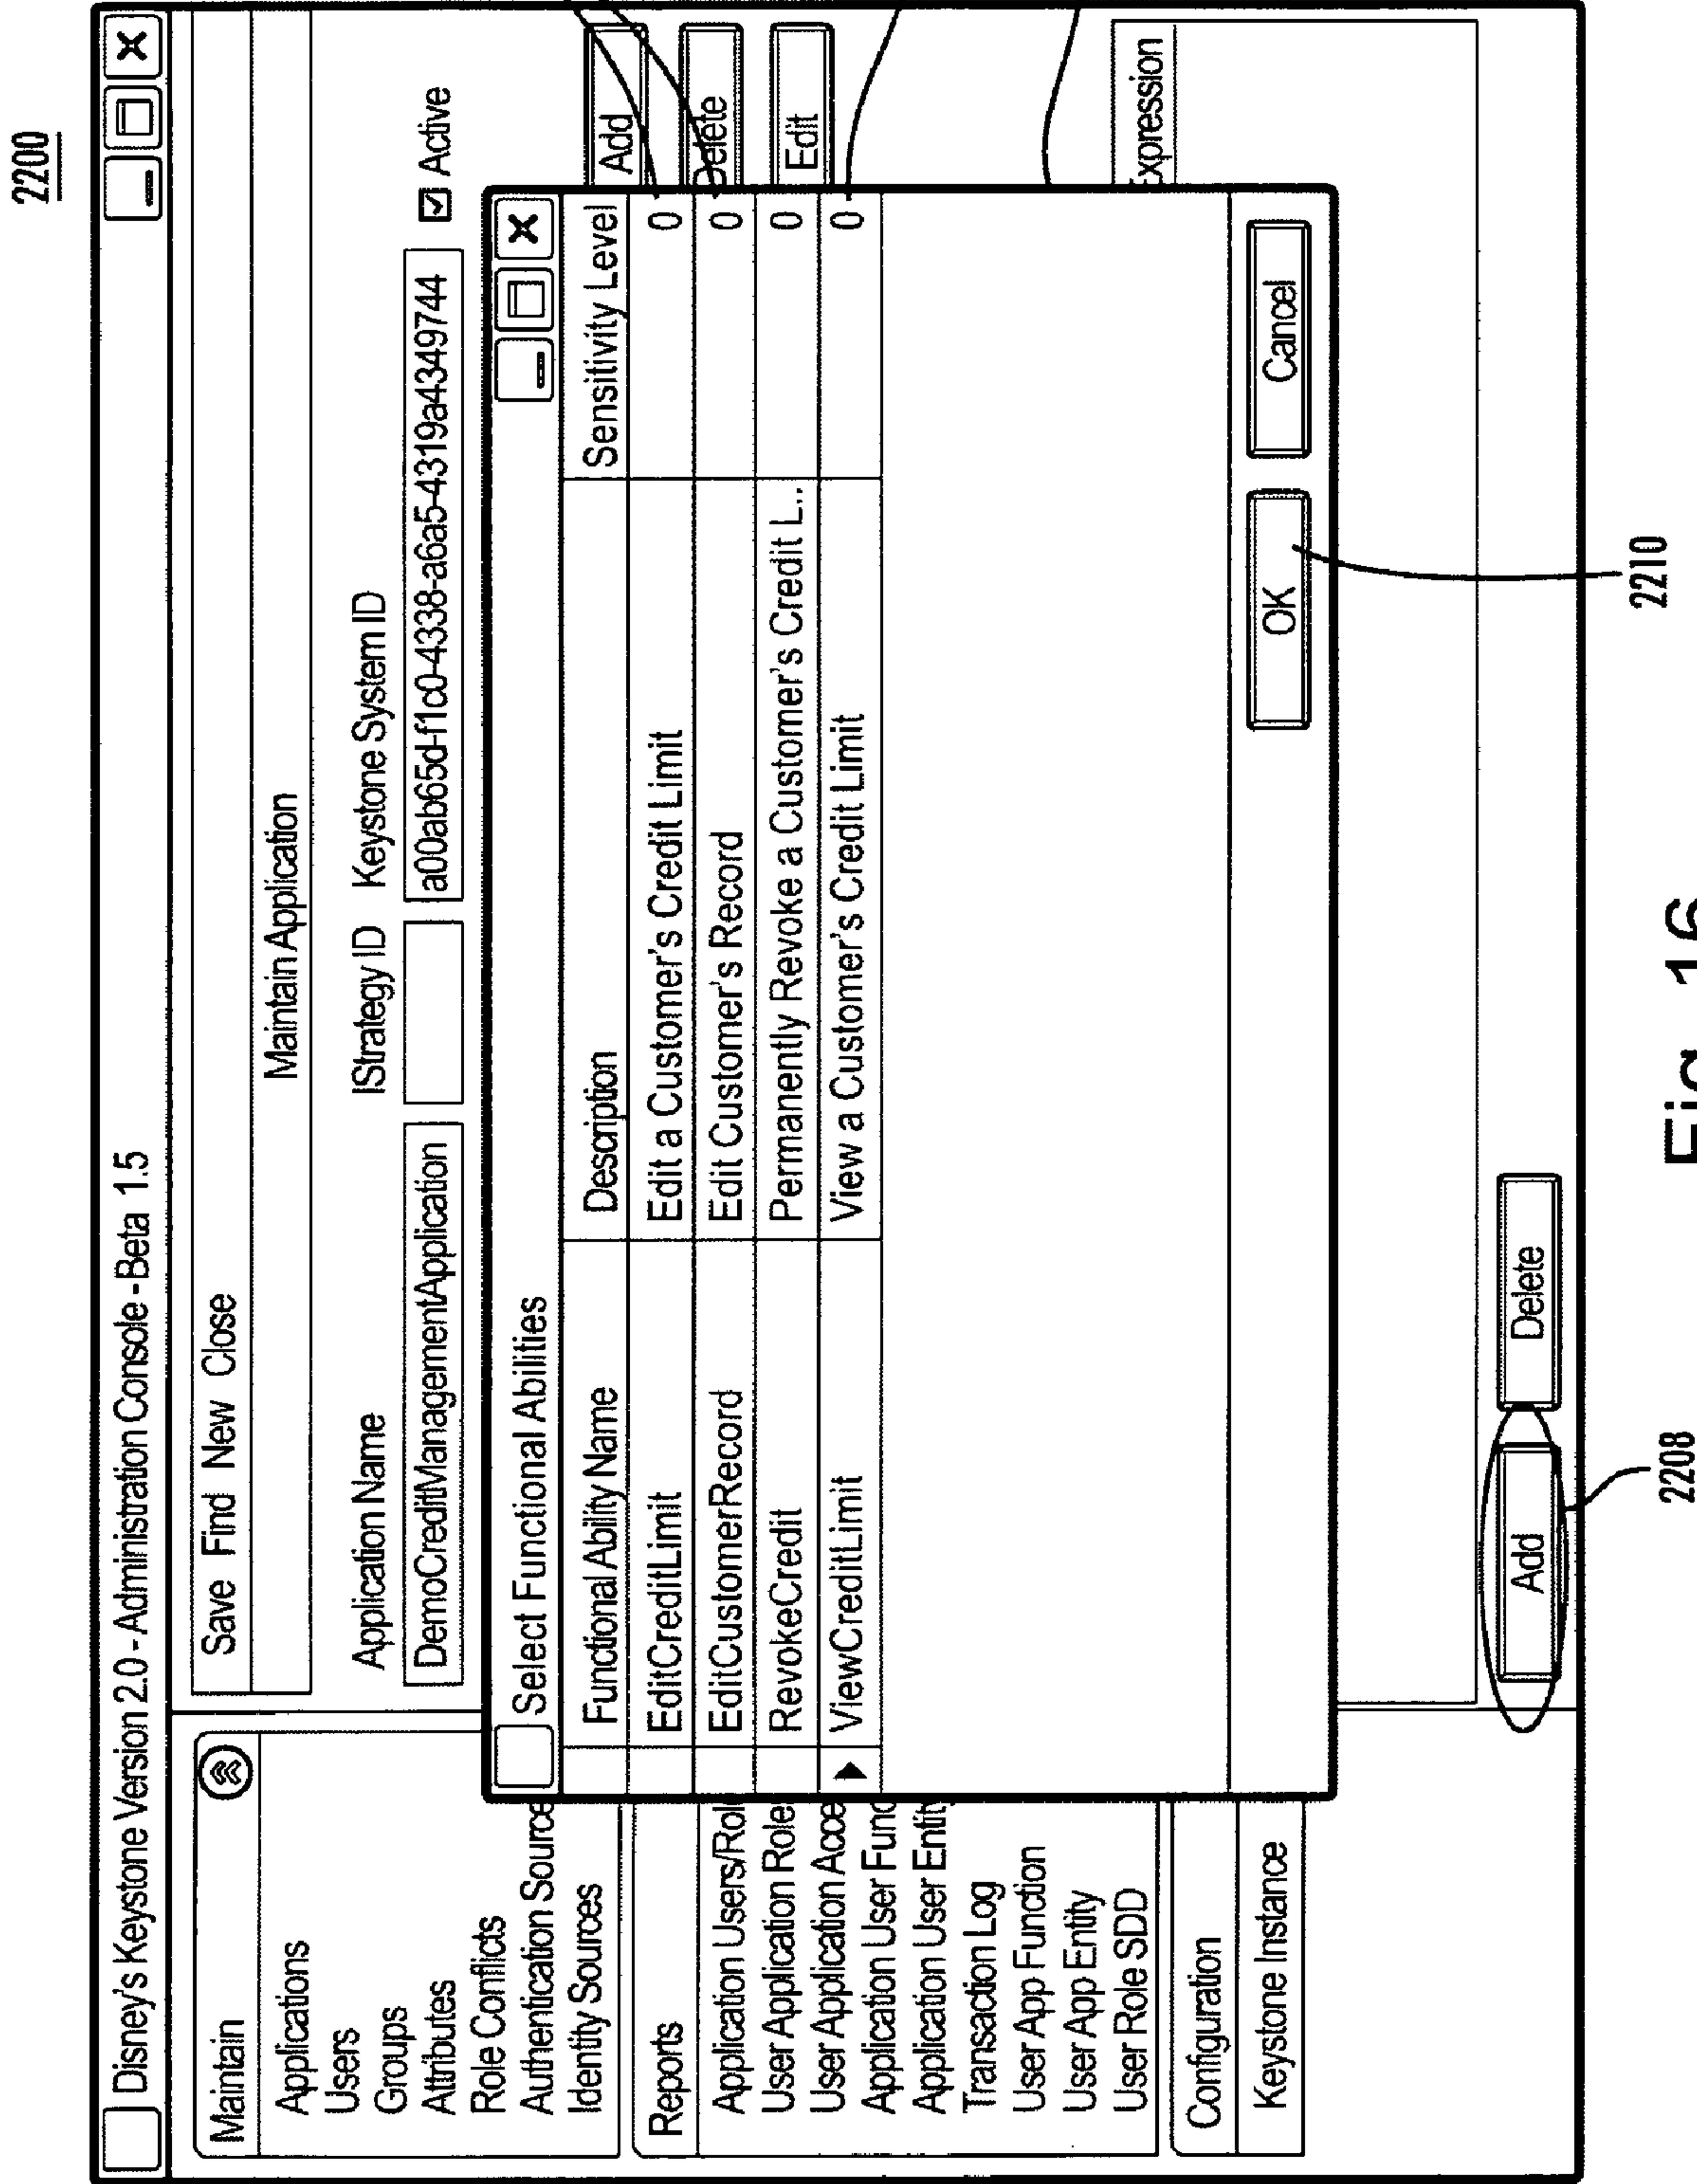 2200
Disney's Keystone Version 2.0 - Administration Console - Beta 1.5
Maintain
Applications
Users
Groups
Attributes
Role Conflicts
Authentication Source
Identity Sources
Reports
Application Users/Rol
User Application Role
User Application Acce
Application User Func
Application User Entity
Transaction Log
User App Function
User App Entity
User Role SDD
Configuration
Keystone Instance
Save Find New Close
Maintain Application
Application Name IStrategy ID Keystone System ID
DemoCreditManagementApplication a00ab65d-f1c0-4338-a6a5-4319a4349744 Active
Add
Delete
Edit
Expression
Select Functional Abilities
Functional Ability Name Description Sensitivity Level
EditCreditLimit Edit a Customer's Credit Limit 0
EditCustomerRecord Edit Customer's Record 0
RevokeCredit Permanently Revoke a Customer's Credit L.. 0
ViewCreditLimit View a Customer's Credit Limit 0
OK Cancel
Add Delete
2208
2210
Fig. 16